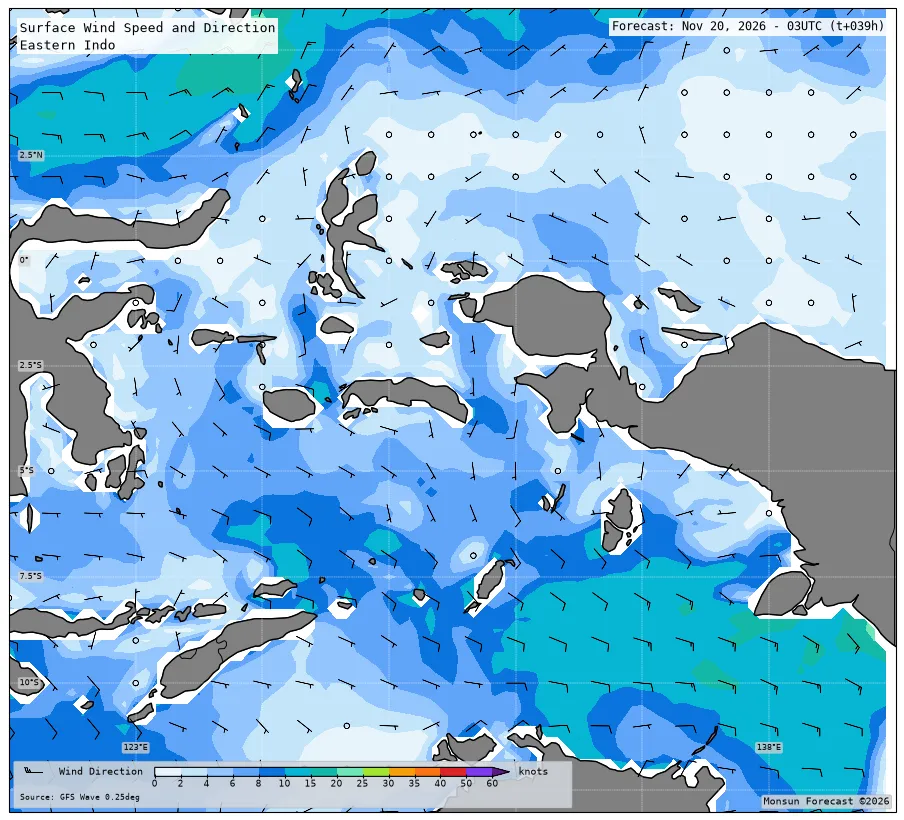 Surface Wind Speed and Direction
Eastern Indo
Forecast: Nov 20, 2026 - 03UTC (t+039h)
2.5°N
0°
2.5°S
5°S
7.5°S
10°S
123°E
138°E
Wind Direction
knots
0 2 4 6 8 10 15 20 25 30 35 40 50 60
Source: GFS Wave 0.25deg
Monsun Forecast ©2026